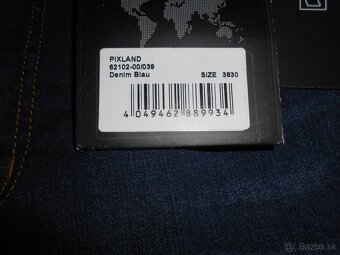 PIXLAND
62102-00/039
Denim Blau SIZE 3830
4 049462 889934
Bazos.sk